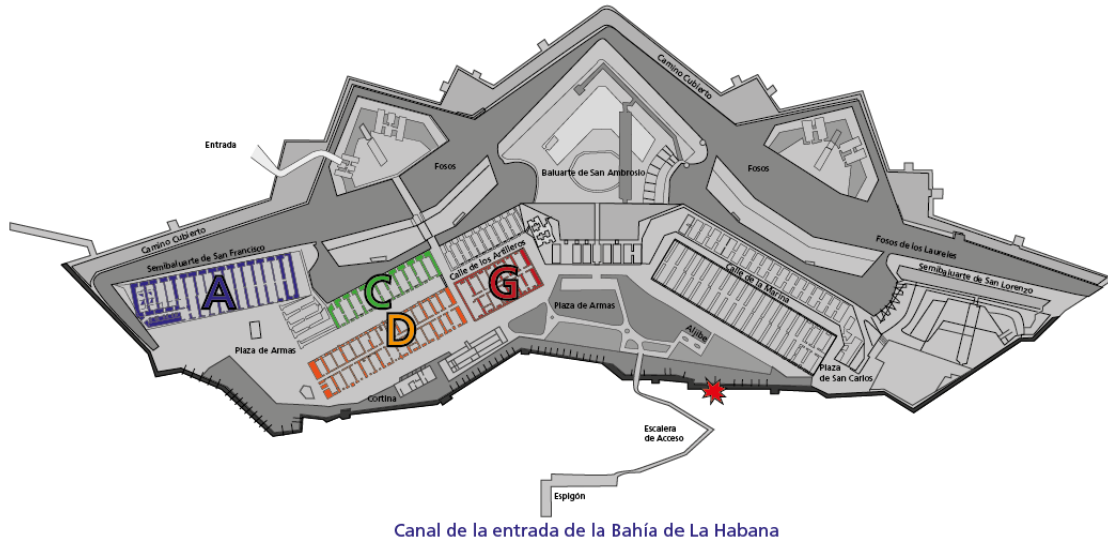 Camino Cubierto
Entrada
Fosos
Baluarte de San Ambrosio
Fosos
Camino Cubierto
Semibaluarte de San Francisco
Calle de los Artilleros
Fosos de los Laureles
Semibaluarte de San Lorenzo
A
C
G
D
Calle de la Marina
Plaza de Armas
Plaza de Armas
Aljibe
Plaza
de San Carlos
Cortina
Escalera
de Acceso
Espigón
Canal de la entrada de la Bahía de La Habana